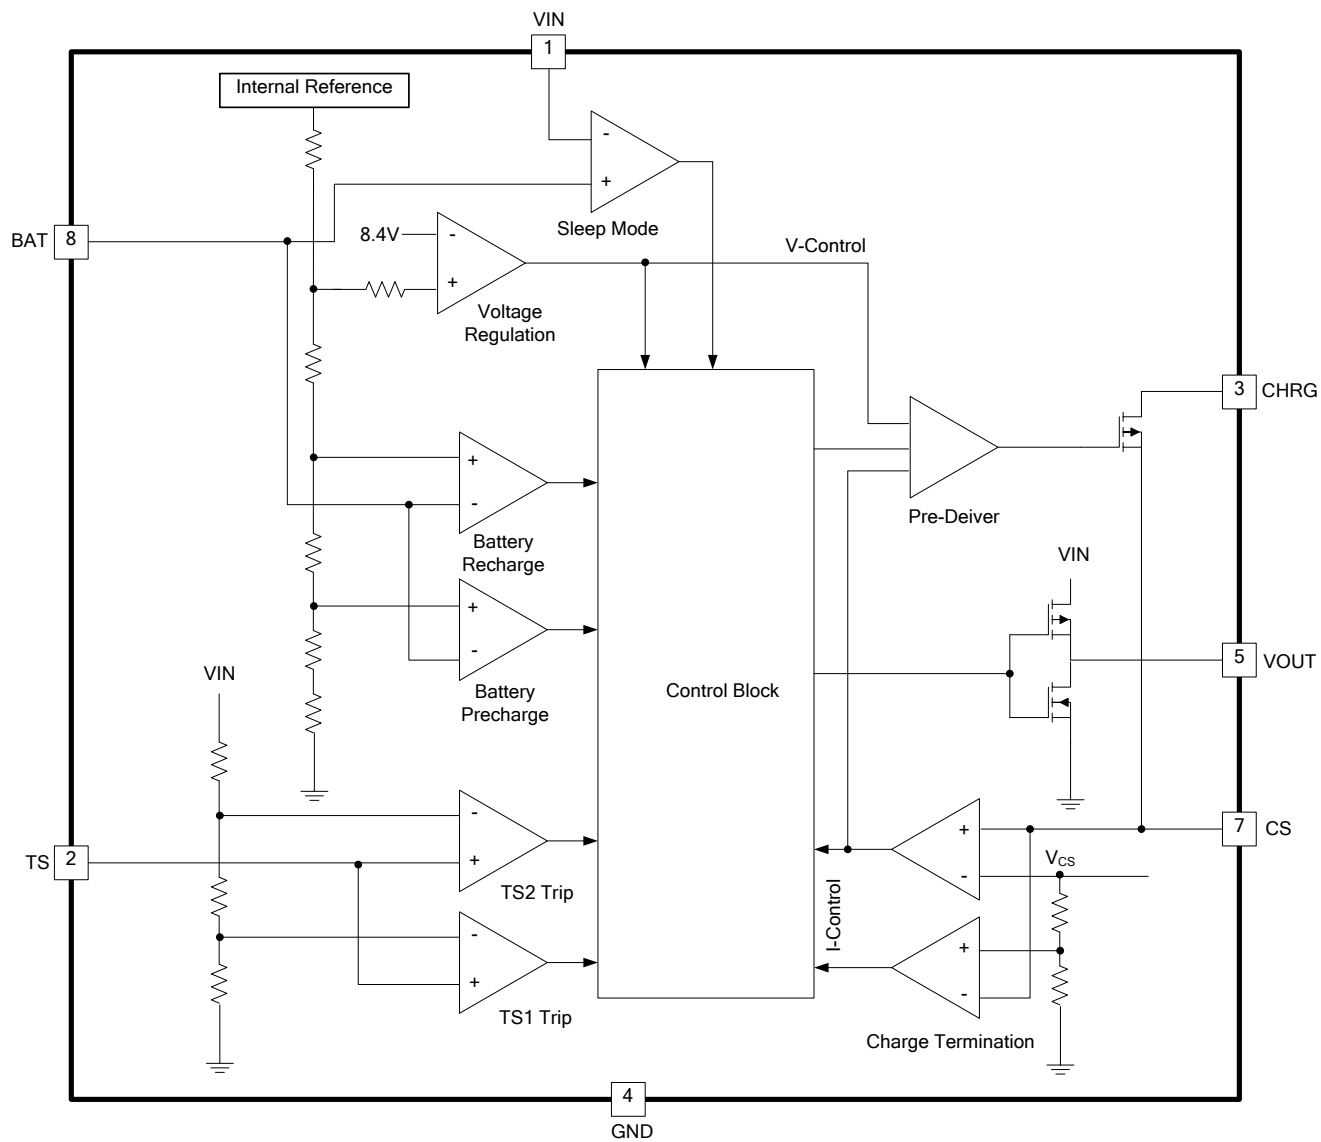 VIN
1
Internal Reference
-
+
Sleep Mode
BAT
8
8.4V
-
+
Voltage
Regulation
V-Control
3
CHRG
+
-
Battery
Recharge
Pre-Deiver
VIN
+
-
Battery
Precharge
Control Block
5
VOUT
VIN
-
+
TS2 Trip
TS
2
+
-
7
CS
VCS
I-Control
-
+
TS1 Trip
+
-
Charge Termination
4
GND